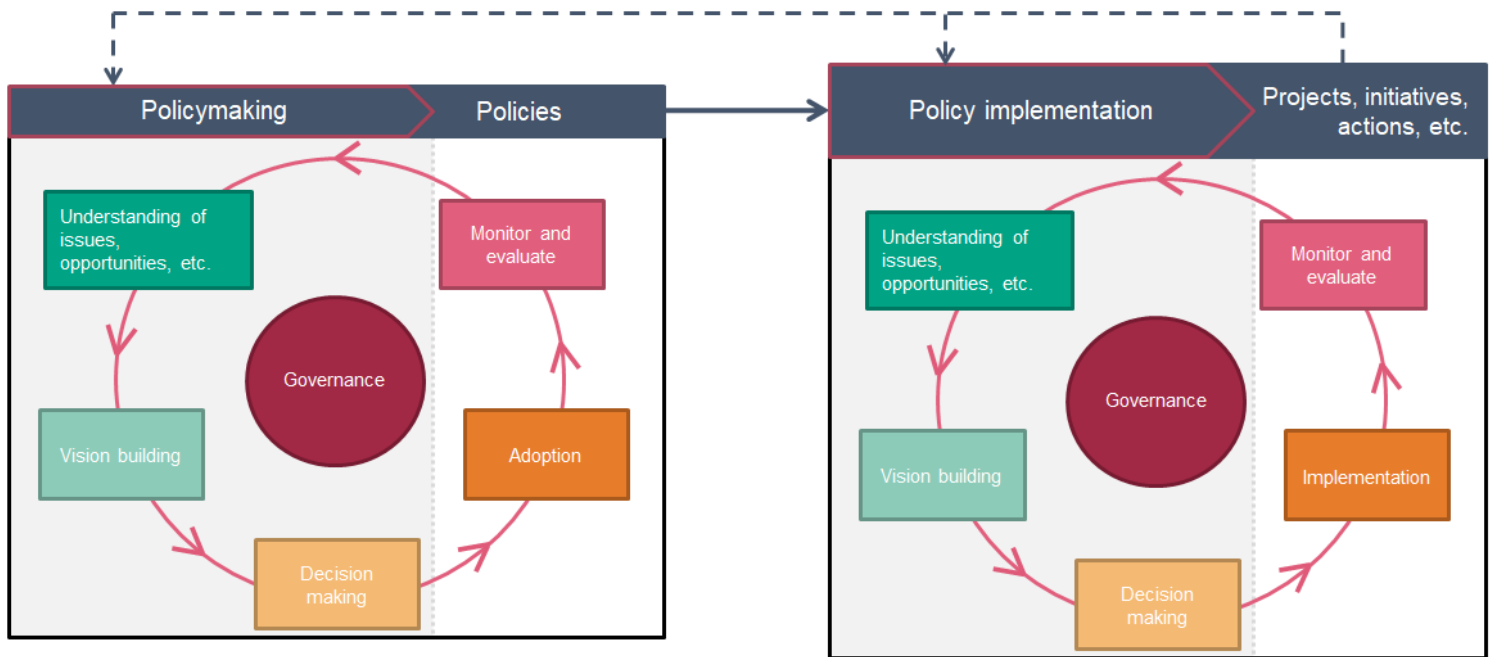 Policymaking
Policies
Understanding of
issues,
opportunities, etc.
Monitor and
evaluate
Governance
Vision building
Adoption
Decision
making
Policy implementation
Projects, initiatives,
actions, etc.
Understanding of
issues,
opportunities, etc.
Monitor and
evaluate
Governance
Vision building
Implementation
Decision
making